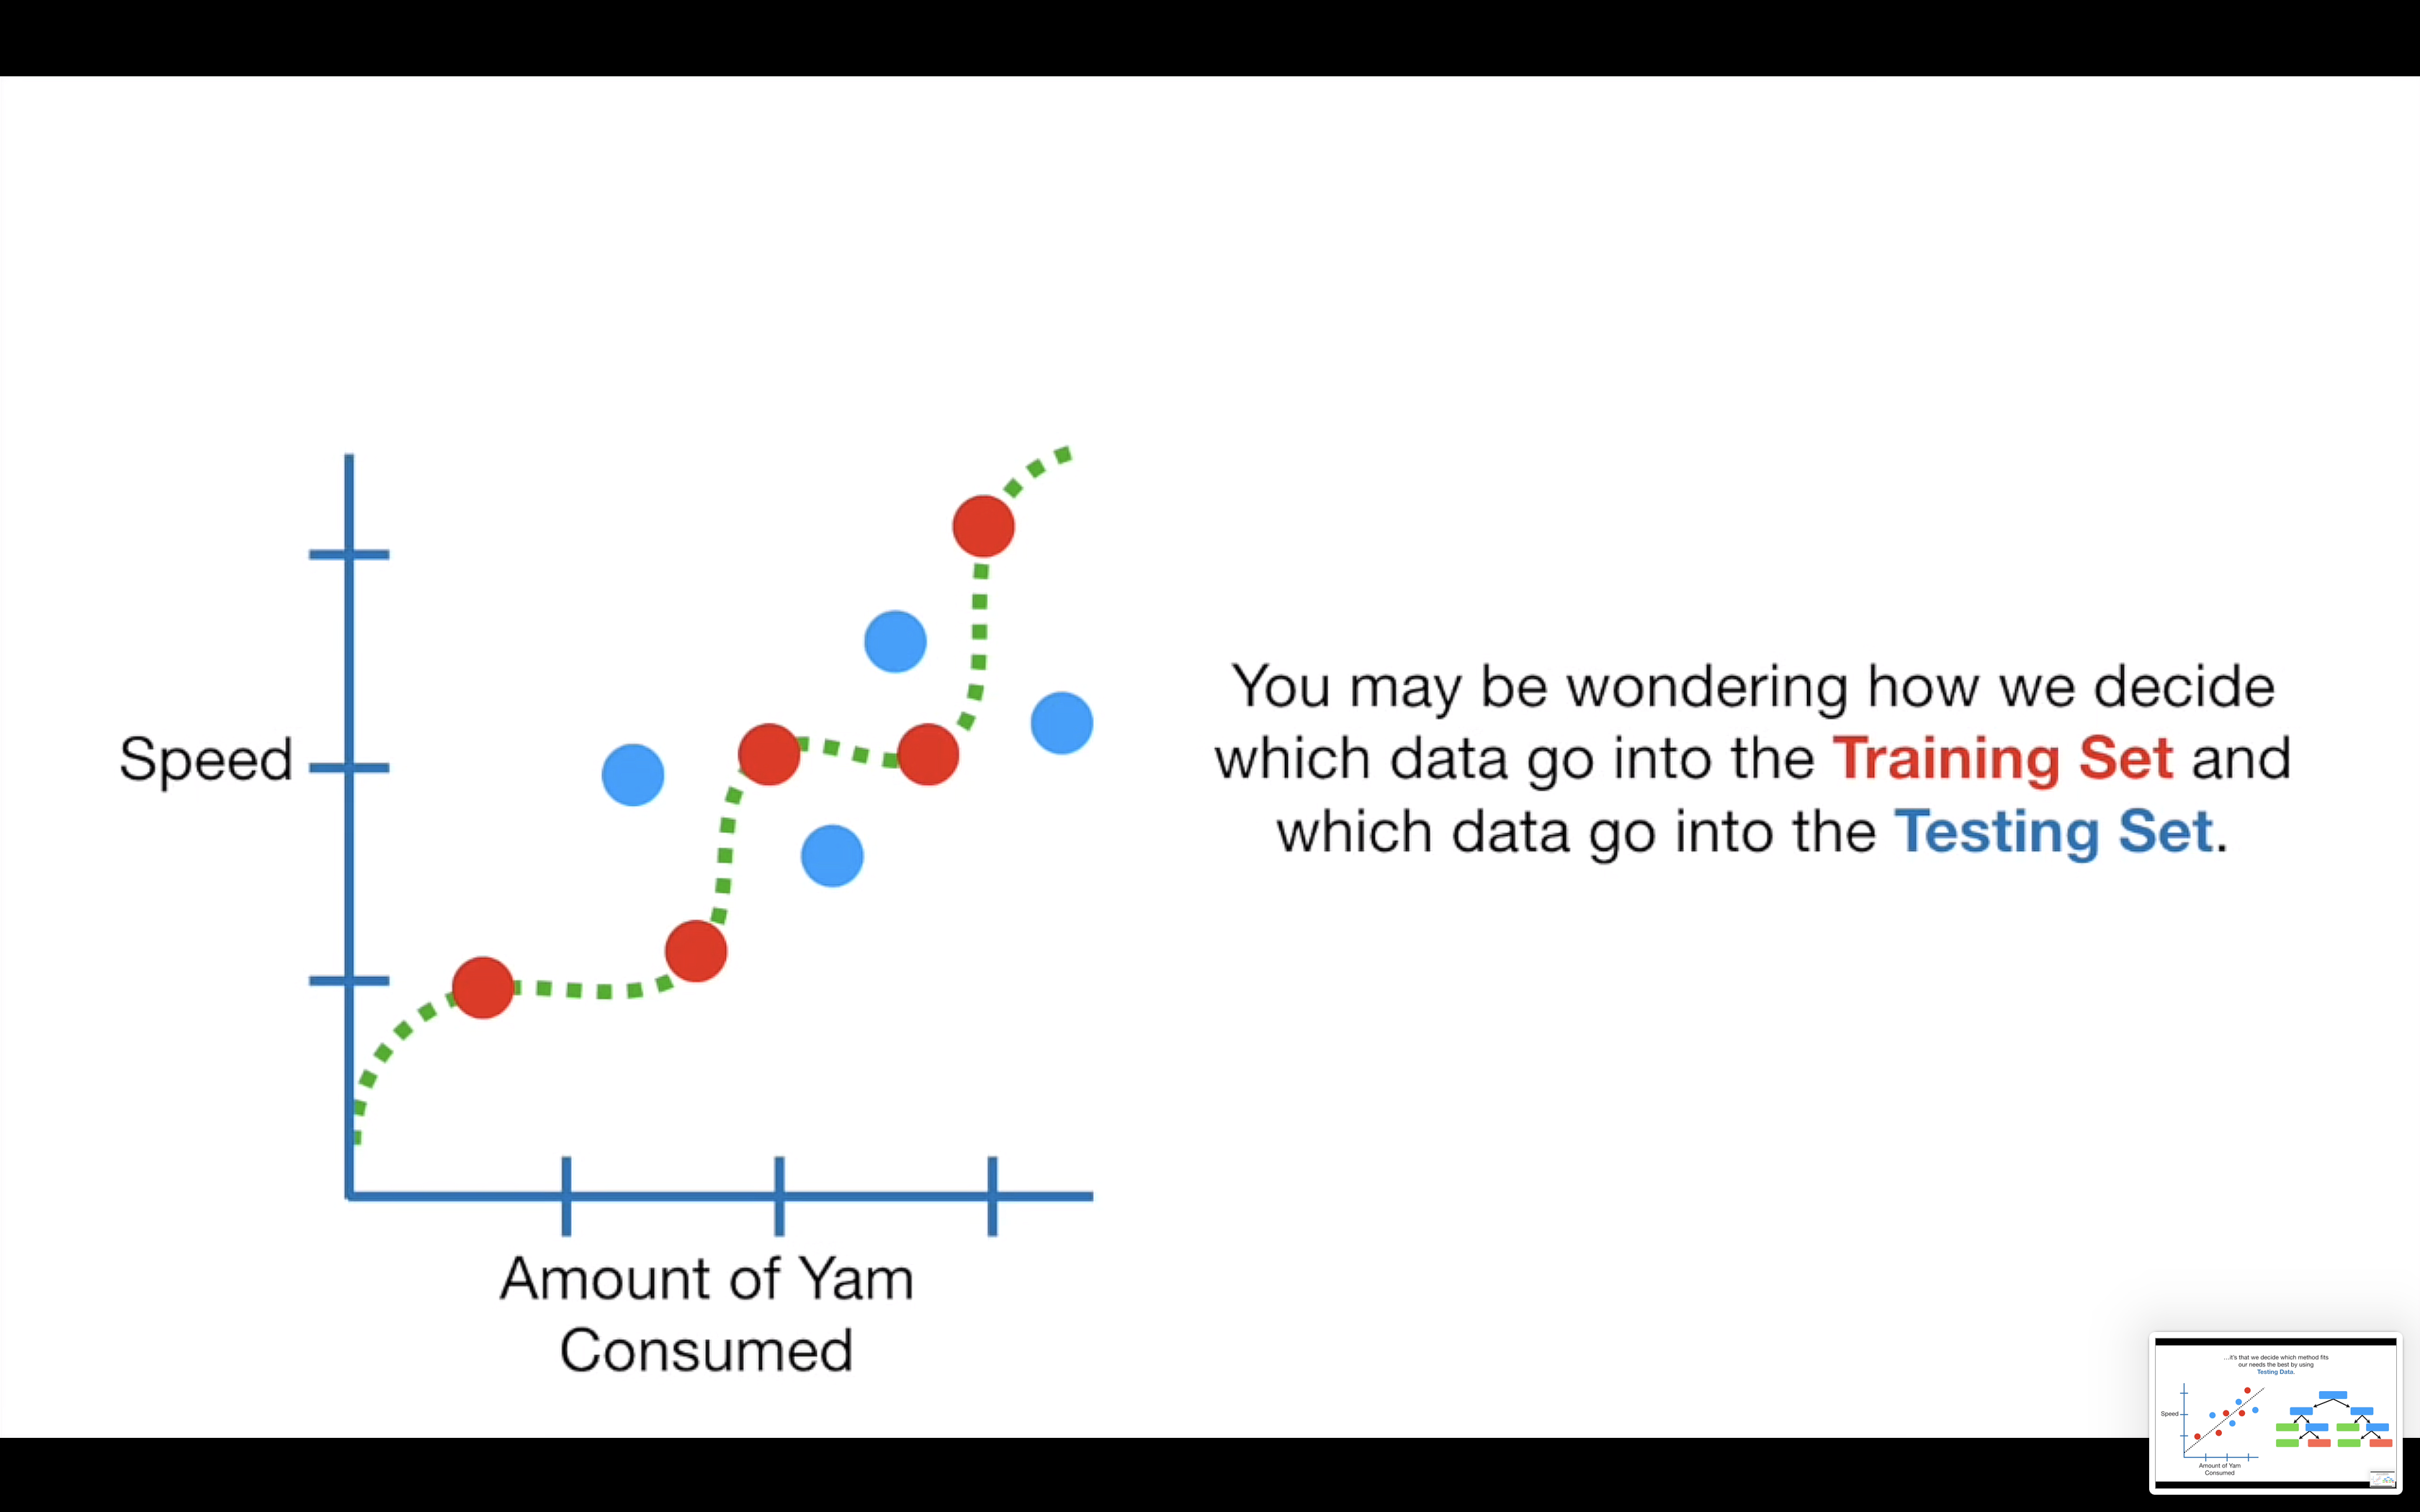 Speed
Amount of Yam
Consumed
You may be wondering how we decide
which data go into the Training Set and
which data go into the Testing Set.
...it's that we decide which method fits
our needs the best by using
Testing Data.
Speed
Amount of Yam
Consumed